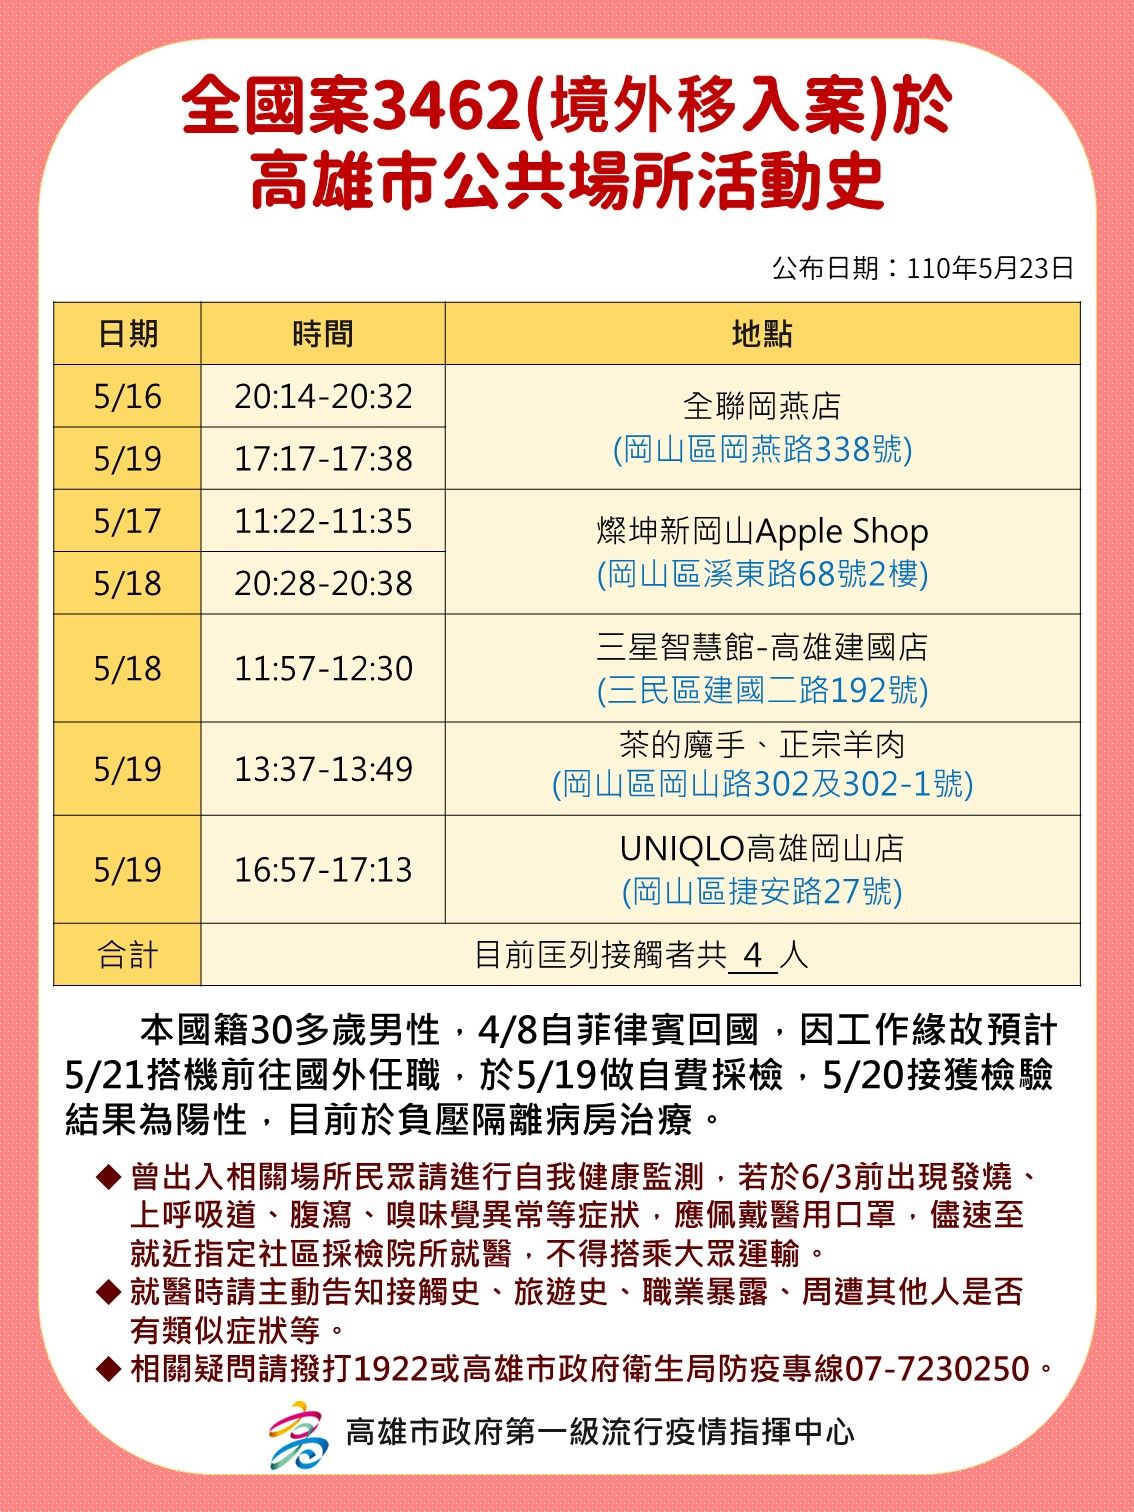 全國案3462(境外移入案)於
高雄市公共場所活動史
公布日期：110年5月23日
日期 時間 地點
5/16 20:14-20:32
全聯岡燕店
(岡山區岡燕路338號)
5/19 17:17-17:38
5/17 11:22-11:35
燦坤新岡山Apple Shop
(岡山區溪東路68號2樓)
5/18 20:28-20:38
5/18 11:57-12:30
三星智慧館-高雄建國店
(三民區建國二路192號)
5/19 13:37-13:49
茶的魔手、正宗羊肉
(岡山區岡山路302及302-1號)
5/19 16:57-17:13
UNIQLO高雄岡山店
(岡山區捷安路27號)
合計 目前匡列接觸者共 4 人
本國籍30多歲男性，4/8自菲律賓回國，因工作緣故預計
5/21搭機前往國外任職，於5/19做自費採檢，5/20接獲檢驗
結果為陽性，目前於負壓隔離病房治療。
◆曾出入相關場所民眾請進行自我健康監測，若於6/3前出現發燒、
上呼吸道、腹瀉、嗅味覺異常等症狀，應佩戴醫用口罩，儘速至
就近指定社區採檢院所就醫，不得搭乘大眾運輸。
◆就醫時請主動告知接觸史、旅遊史、職業暴露、周遭其他人是否
有類似症狀等。
◆相關疑問請撥打1922或高雄市政府衛生局防疫專線07-7230250。
高雄市政府第一級流行疫情指揮中心